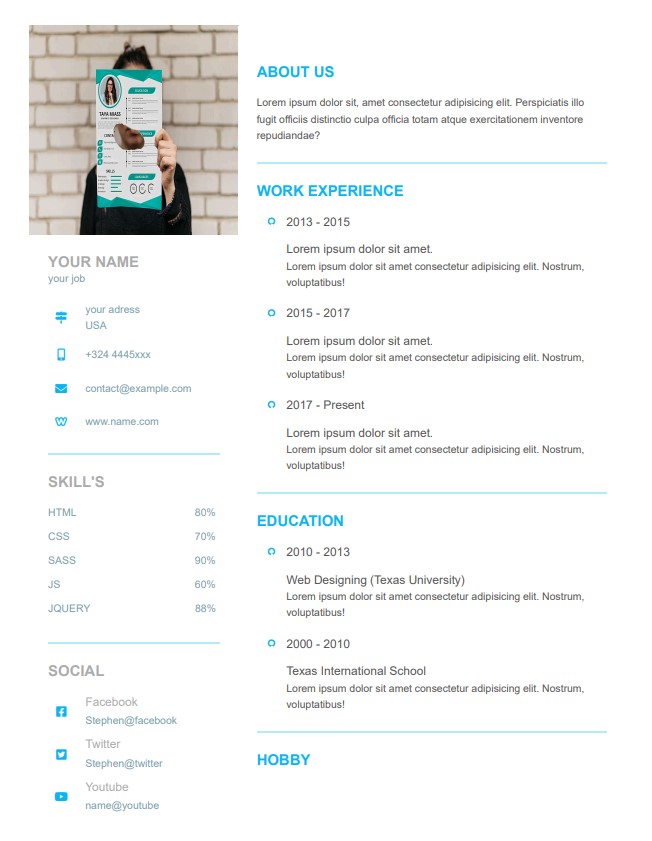 TAYA ABASS
SKILLS
YOUR NAME
your job
your adress
USA
+324 4445xxx
contact@example.com
www.name.com
SKILL'S
HTML 80%
CSS 70%
SASS 90%
JS 60%
JQUERY 88%
SOCIAL
Facebook
Stephen@facebook
Twitter
Stephen@twitter
Youtube
name@youtube
ABOUT US
Lorem ipsum dolor sit, amet consectetur adipisicing elit. Perspiciatis illo
fugit officiis distinctio culpa officia totam atque exercitationem inventore
repudiandae?
WORK EXPERIENCE
2013 - 2015
Lorem ipsum dolor sit amet.
Lorem ipsum dolor sit amet consectetur adipisicing elit. Nostrum,
voluptatibus!
2015 - 2017
Lorem ipsum dolor sit amet.
Lorem ipsum dolor sit amet consectetur adipisicing elit. Nostrum,
voluptatibus!
2017 - Present
Lorem ipsum dolor sit amet.
Lorem ipsum dolor sit amet consectetur adipisicing elit. Nostrum,
voluptatibus!
EDUCATION
2010 - 2013
Web Designing (Texas University)
Lorem ipsum dolor sit amet consectetur adipisicing elit. Nostrum,
voluptatibus!
2000 - 2010
Texas International School
Lorem ipsum dolor sit amet consectetur adipisicing elit. Nostrum,
voluptatibus!
HOBBY